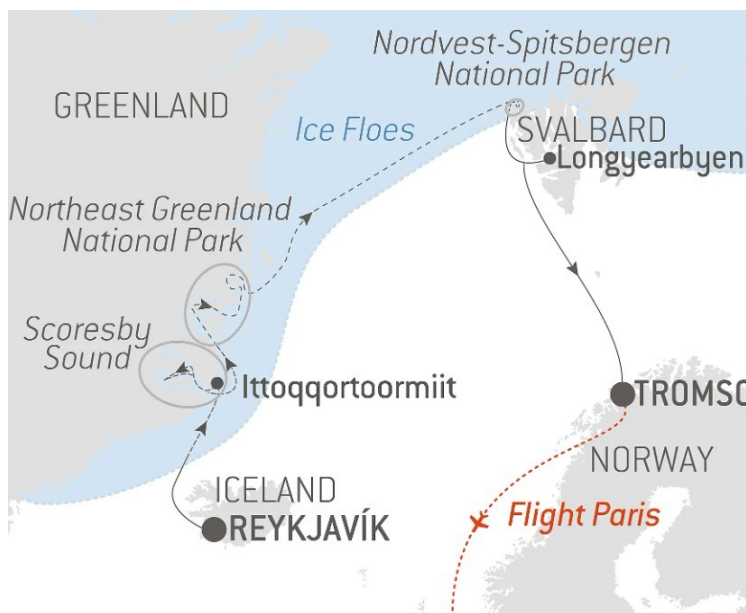 Nordvest-Spitsbergen
National Park
GREENLAND
Ice Floes
SVALBARD
Longyearbyen
Northeast Greenland
National Park
Scoresby
Sound
Ittoqqortoormiit
TROMSO
NORWAY
ICELAND
REYKJAVÍK
Flight Paris